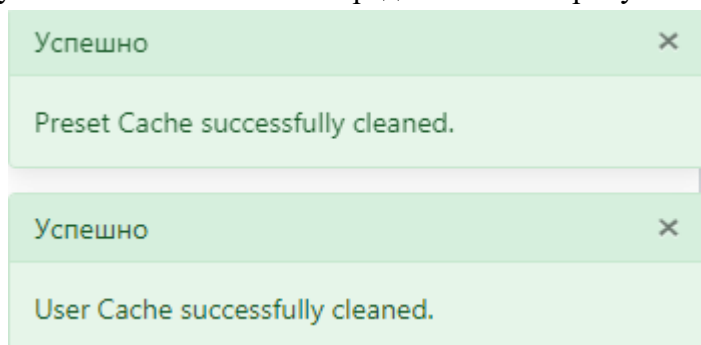 Успешно ×
Preset Cache successfully cleaned.
Успешно ×
User Cache successfully cleaned.